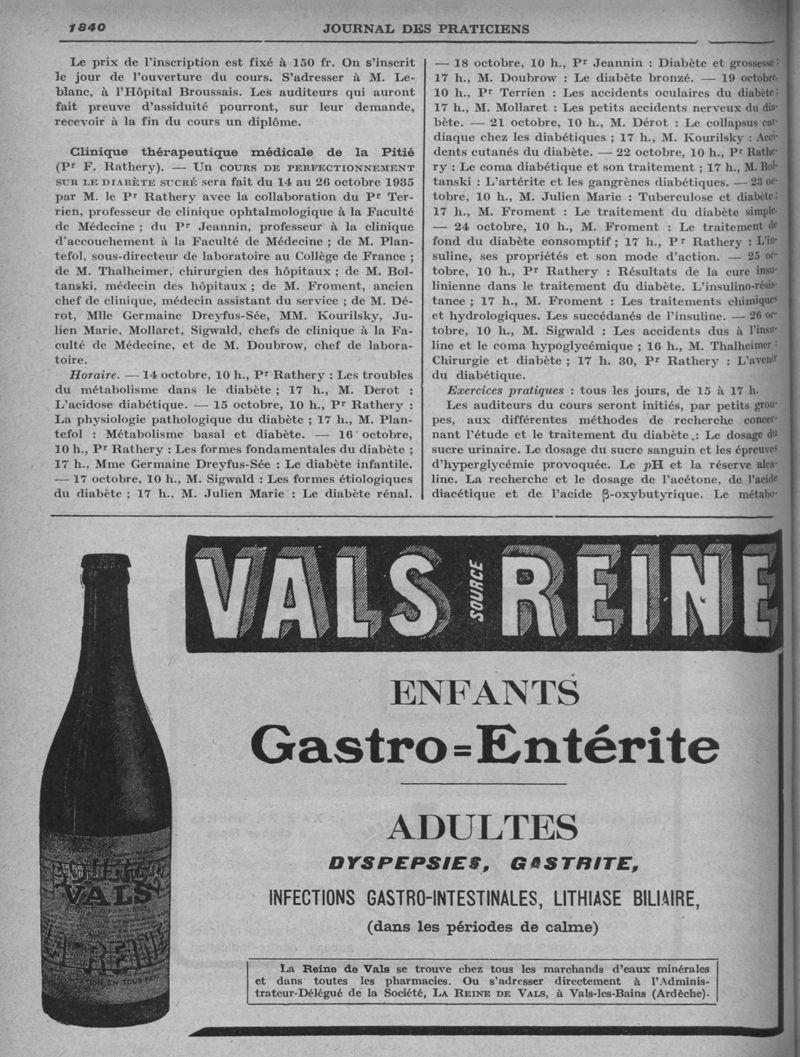 1840
JOURNAL DES PRATICIENS
Le prix de l'inscription est fixé à 150 fr. On s'inscrit
le jour de l'ouverture du cours. S'adresser à M. Le-
blanc, à l'Hôpital Broussais. Les auditeurs qui auront
fait preuve d'assiduité pourront, sur leur demande,
recevoir à la fin du cours un diplôme.
Clinique thérapeutique médicale de la Pitié
(Pr F. Rathery). — Un COURS DE PERFECTIONNEMENT
SUR LE DIABÈTE SUCRÉ sera fait du 14 au 26 octobre 1935
par M. le Pr Rathery avec la collaboration du Pr Ter-
rien, professeur de clinique ophtalmologique à la Faculté
de Médecine ; du Pr Jeannin, professeur à la clinique
d'accouchement à la Faculté de Médecine ; de M. Plan-
tefol, sous-directeur de laboratoire au Collège de France ;
de M. Thalheimer, chirurgien des hôpitaux ; de M. Bol-
tanski, médecin des hôpitaux ; de M. Froment, ancien
chef de clinique, médecin assistant du service ; de M. Dé-
rot, Mlle Germaine Dreyfus-Sée, MM. Kourilsky, Ju-
lien Marie, Mollaret, Sigwald, chefs de clinique à la Fa-
culté de Médecine, et de M. Doubrow, chef de labora-
toire.
Horaire. — 14 octobre, 10 h., Pr Rathery : Les troubles
du métabolisme dans le diabète ; 17 h., M. Derot :
L'acidose diabétique. — 15 octobre, 10 h., Pr Rathery :
La physiologie pathologique du diabète ; 17 h., M. Plan-
tefol : Métabolisme basal et diabète. — 16 octobre,
10 h., Pr Rathery : Les formes fondamentales du diabète ;
17 h., Mme Germaine Dreyfus-Sée : Le diabète infantile.
— 17 octobre, 10 h., M. Sigwald : Les formes étiologiques
du diabète ; 17 h., M. Julien Marie : Le diabète rénal.
— 18 octobre, 10 h., Pr Jeannin : Diabète et grossesse ;
17 h., M. Doubrow : Le diabète bronzé. — 19 octobre,
10 h., Pr Terrien : Les accidents oculaires du diabète ;
17 h., M. Mollaret : Les petits accidents nerveux du dia-
bète. — 21 octobre, 10 h., M. Dérot : Le collapsus car-
diaque chez les diabétiques ; 17 h., M. Kourilsky : Acci-
dents cutanés du diabète. — 22 octobre, 10 h., Pr Rathe-
ry : Le coma diabétique et son traitement ; 17 h., M. Bol-
tanski : L'artérite et les gangrènes diabétiques. — 23 oc-
tobre, 10 h., M. Julien Marie : Tuberculose et diabète ;
17 h., M. Froment : Le traitement du diabète simple.
— 24 octobre, 10 h., M. Froment : Le traitement de
fond du diabète consomptif ; 17 h., Pr Rathery : L'in-
suline, ses propriétés et son mode d'action. — 25 oc-
tobre, 10 h., Pr Rathery : Résultats de la cure insu-
linienne dans le traitement du diabète. L'insulino-résis-
tance ; 17 h., M. Froment : Les traitements chimiques
et hydrologiques. Les succédanés de l'insuline. — 26 oc-
tobre, 10 h., M. Sigwald : Les accidents dus à l'insu-
line et le coma hypoglycémique ; 16 h., M. Thalheimer :
Chirurgie et diabète ; 17 h. 30, Pr Rathery : L'avenir
du diabétique.
Exercices pratiques : tous les jours, de 15 à 17 h.
Les auditeurs du cours seront initiés, par petits grou-
pes, aux différentes méthodes de recherche concer-
nant l'étude et le traitement du diabète : Le dosage du
sucre urinaire. Le dosage du sucre sanguin et les épreuves
d'hyperglycémie provoquée. Le pH et la réserve alca-
line. La recherche et le dosage de l'acétone, de l'acide
diacétique et de l'acide β-oxybutyrique. Le métabo-
VALS SOURCE REINE
ENFANTS
Gastro=Entérite
ADULTES
DYSPEPSIES, GASTRITE,
INFECTIONS GASTRO-INTESTINALES, LITHIASE BILIAIRE,
(dans les périodes de calme)
VALS
LA REINE
La Reine de Vals se trouve chez tous les marchands d'eaux minérales
et dans toutes les pharmacies. Ou s'adresser directement à l'Adminis-
trateur-Délégué de la Société, LA REINE DE VALS, à Vals-les-Bains (Ardèche).